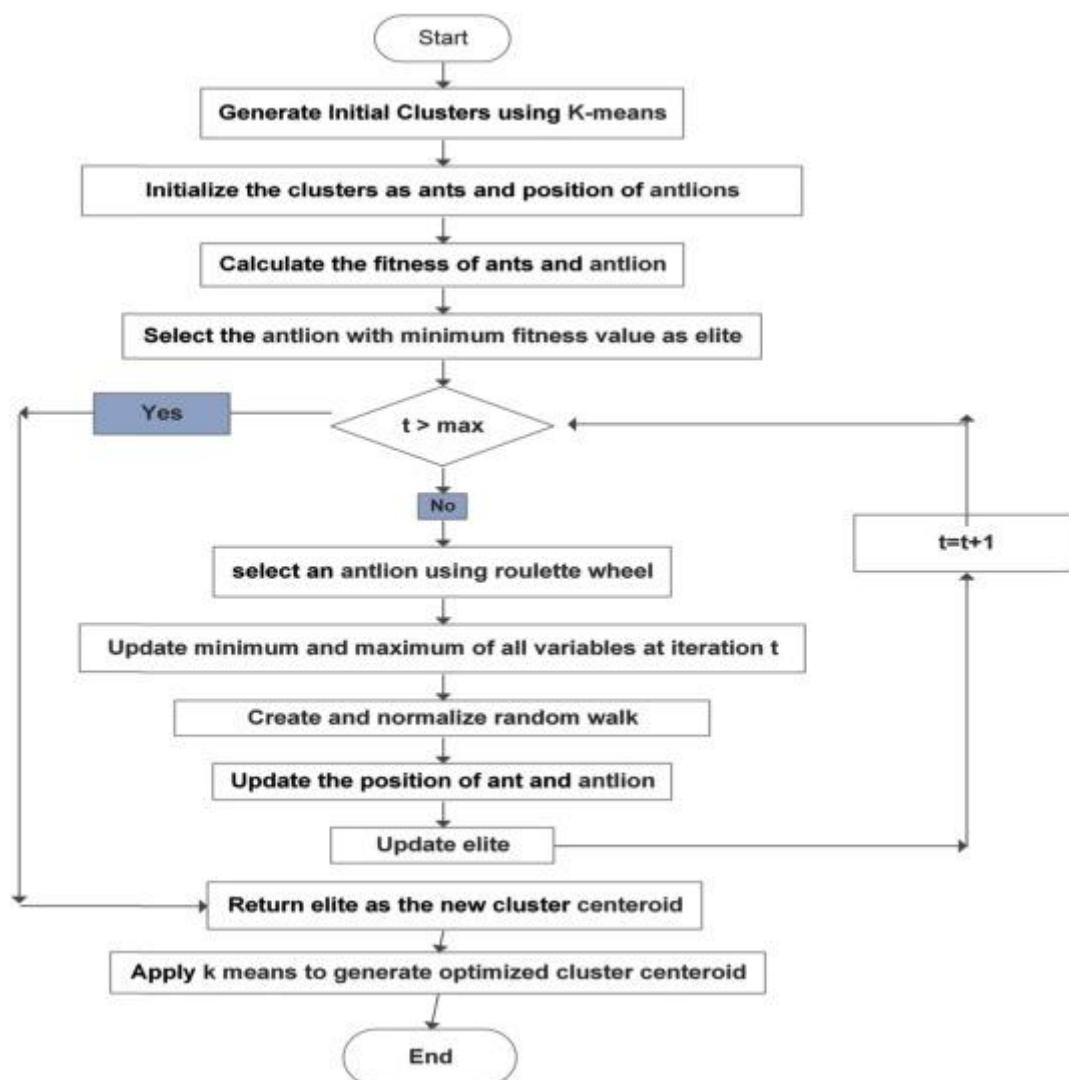 Start
Generate Initial Clusters using K-means
Initialize the clusters as ants and position of antlions
Calculate the fitness of ants and antlion
Select the antlion with minimum fitness value as elite
Yes
t > max
No
t=t+1
select an antlion using roulette wheel
Update minimum and maximum of all variables at iteration t
Create and normalize random walk
Update the position of ant and antlion
Update elite
Return elite as the new cluster centeroid
Apply k means to generate optimized cluster centeroid
End